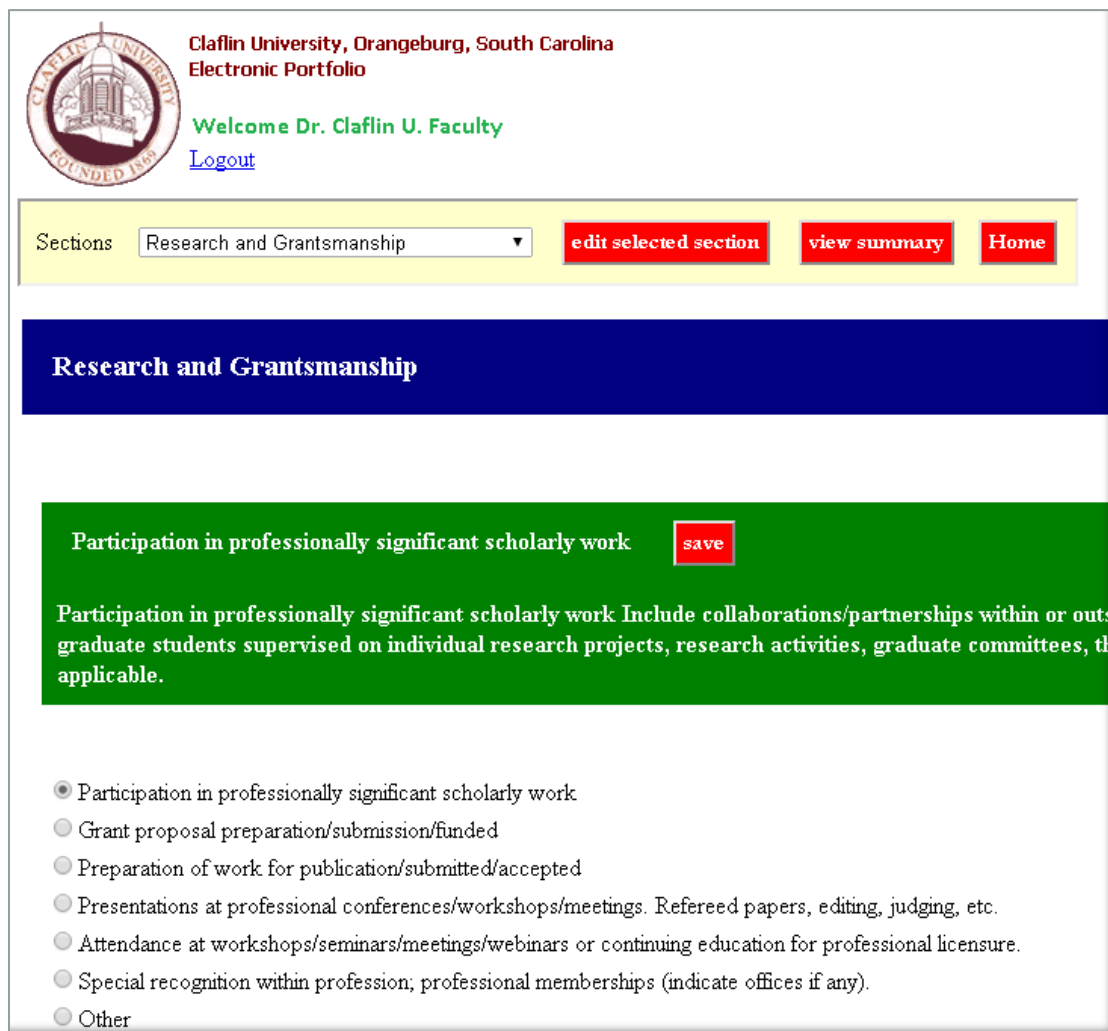 Claflin University, Orangeburg, South Carolina
Electronic Portfolio
CLAFLIN UNIVERSITY
FOUNDED 1869
Welcome Dr. Claflin U. Faculty
Logout
Sections Research and Grantsmanship edit selected section view summary Home
Research and Grantsmanship
Participation in professionally significant scholarly work save
Participation in professionally significant scholarly work Include collaborations/partnerships within or
graduate students supervised on individual research projects, research activities, graduate committees,
applicable.
Participation in professionally significant scholarly work
Grant proposal preparation/submission/funded
Preparation of work for publication/submitted/accepted
Presentations at professional conferences/workshops/meetings. Refereed papers, editing, judging, etc.
Attendance at workshops/seminars/meetings/webinars or continuing education for professional licensure.
Special recognition within profession; professional memberships (indicate offices if any).
Other